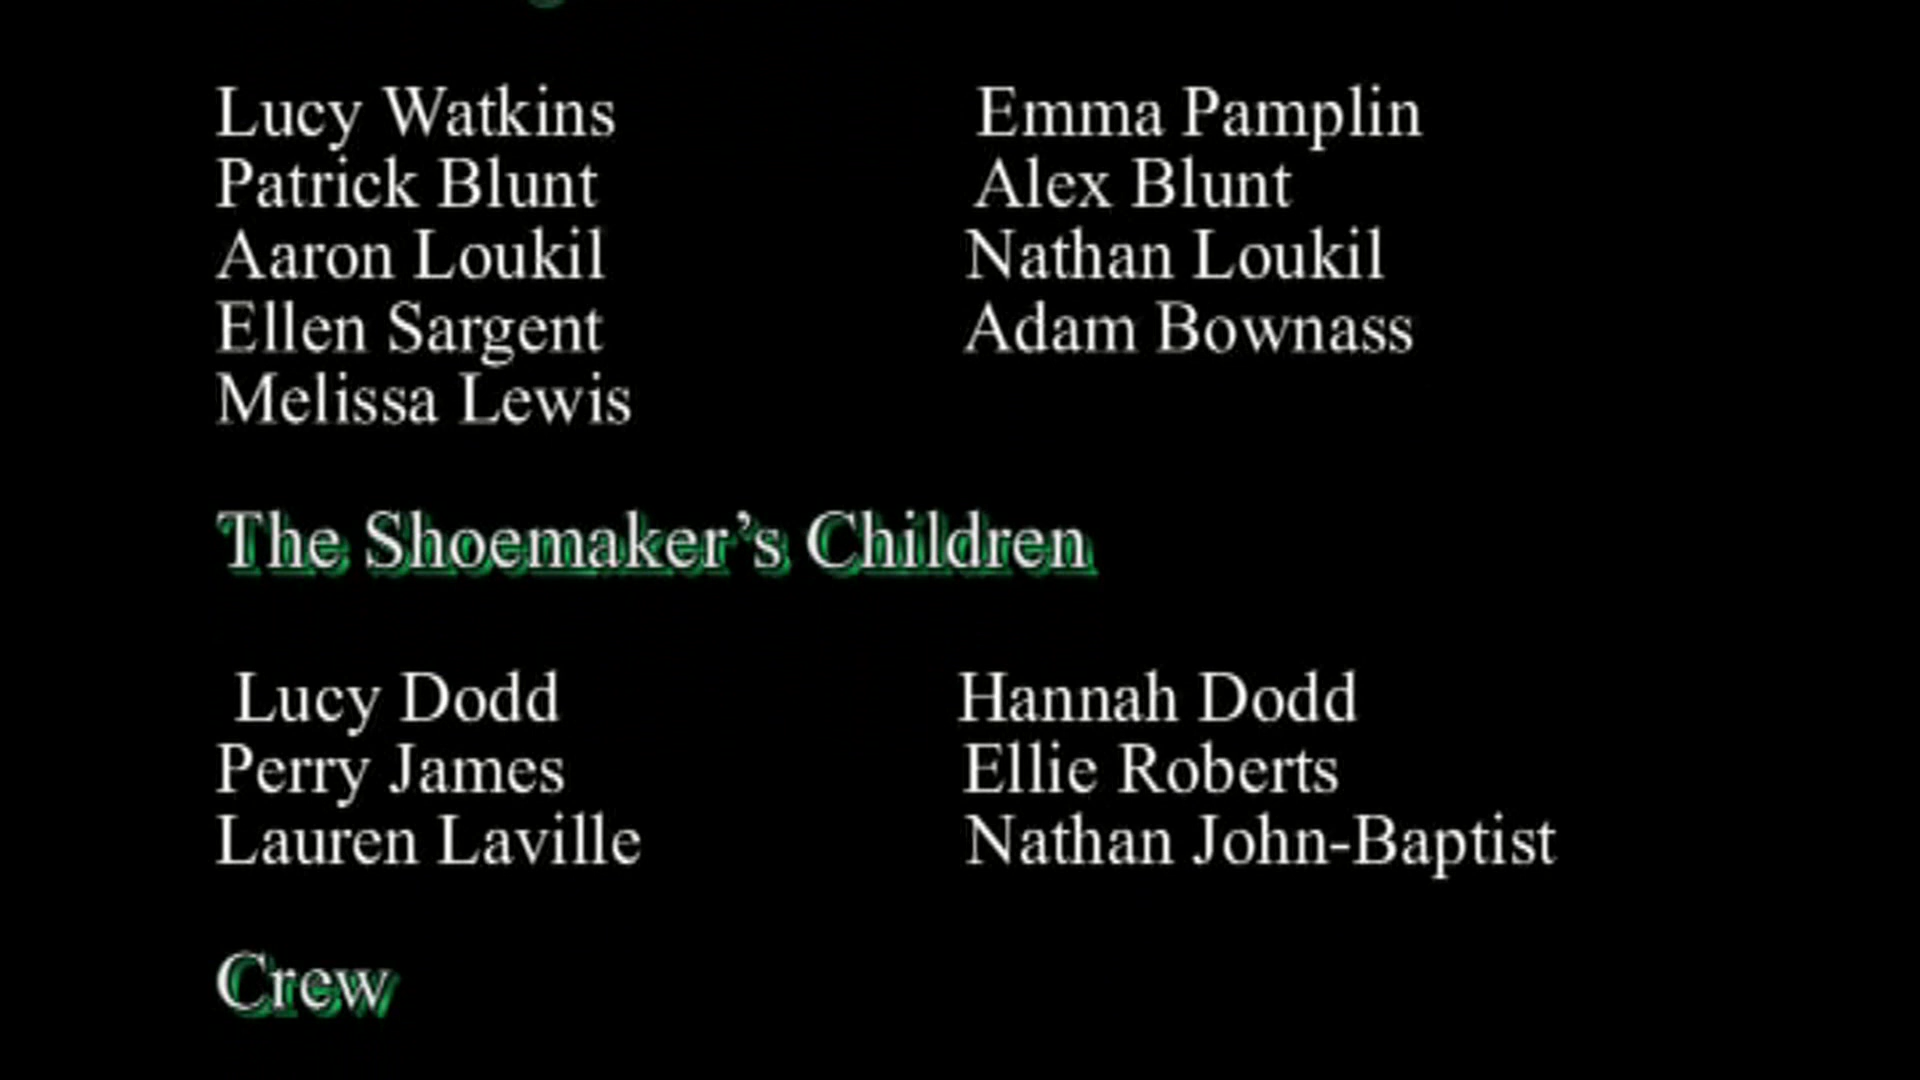 Lucy Watkins Emma Pamplin
Patrick Blunt Alex Blunt
Aaron Loukil Nathan Loukil
Ellen Sargent Adam Bownass
Melissa Lewis
The Shoemaker’s Children
Lucy Dodd Hannah Dodd
Perry James Ellie Roberts
Lauren Laville Nathan John-Baptist
Crew